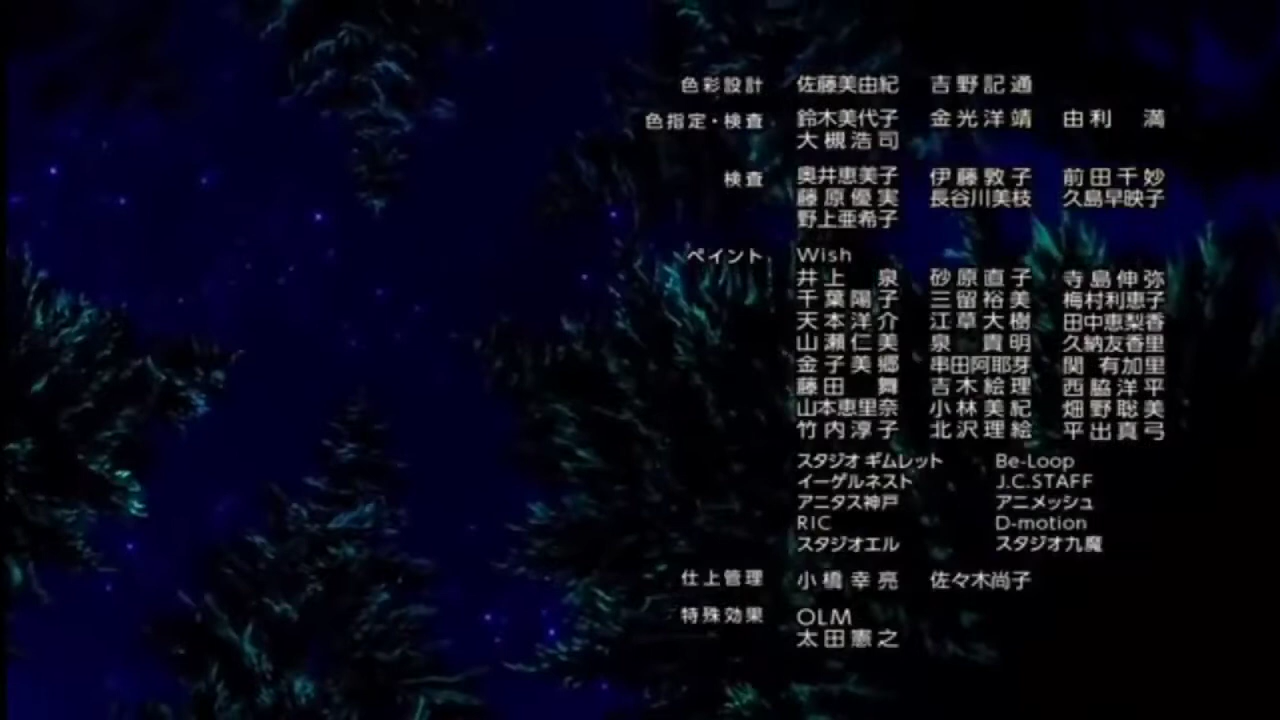 色彩設計 佐藤美由紀 吉野記通
色指定・検査 鈴木美代子 金光洋靖 由利 満
大槻浩司
検査 奥井恵美子 伊藤敦子 前田千妙
藤原優実 長谷川美枝 久島早映子
野上亜希子
ペイント Wish
井上 泉 砂原直子 寺島伸弥
千葉陽子 三留裕美 梅村利恵子
天本洋介 江草大樹 田中恵梨香
山瀬仁美 泉 貴明 久納友香里
金子美郷 串田阿耶芽 関 有加里
藤田 舞 吉木絵理 西脇洋平
山本恵里奈 小林美紀 畑野聡美
竹内淳子 北沢理絵 平出真弓
スタジオ ギムレット Be-Loop
イーゲルネスト J.C.STAFF
アニタス神戸 アニメッシュ
RIC D-motion
スタジオエル スタジオ九魔
仕上管理 小橋幸亮 佐々木尚子
特殊効果 OLM
太田憲之